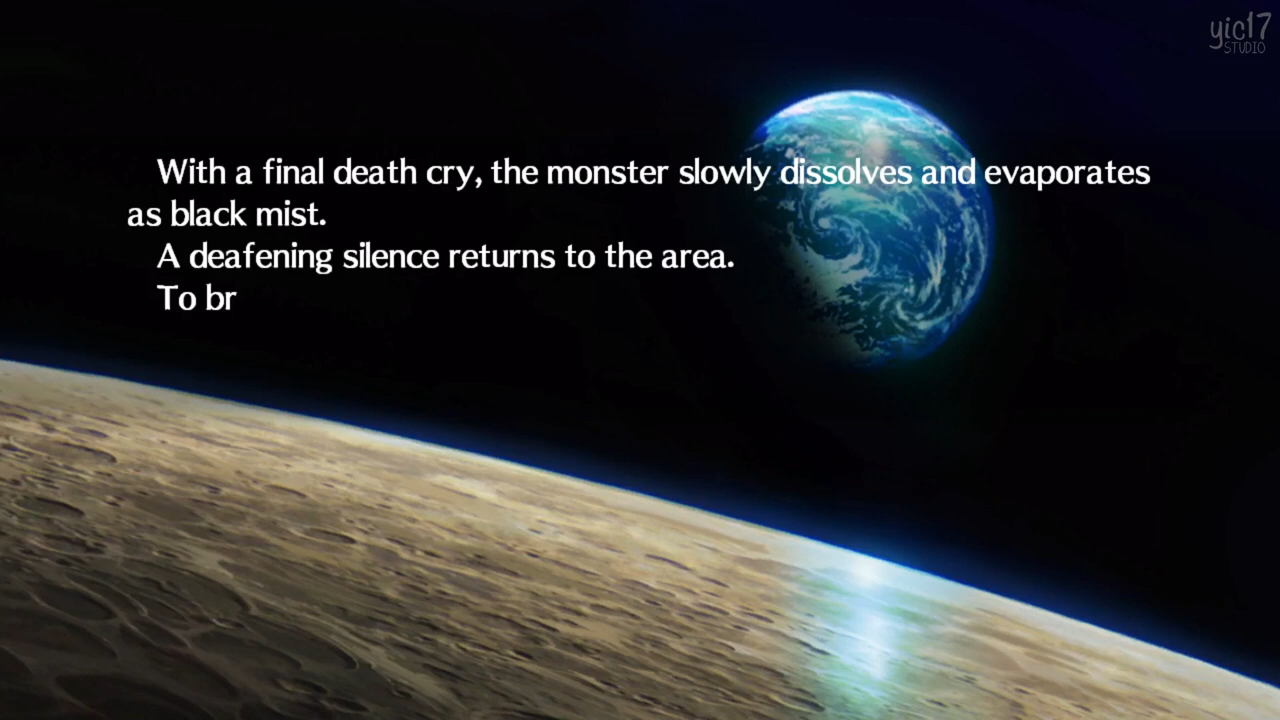 yic17
STUDIO
With a final death cry, the monster slowly dissolves and evaporates
as black mist.
A deafening silence returns to the area.
To br